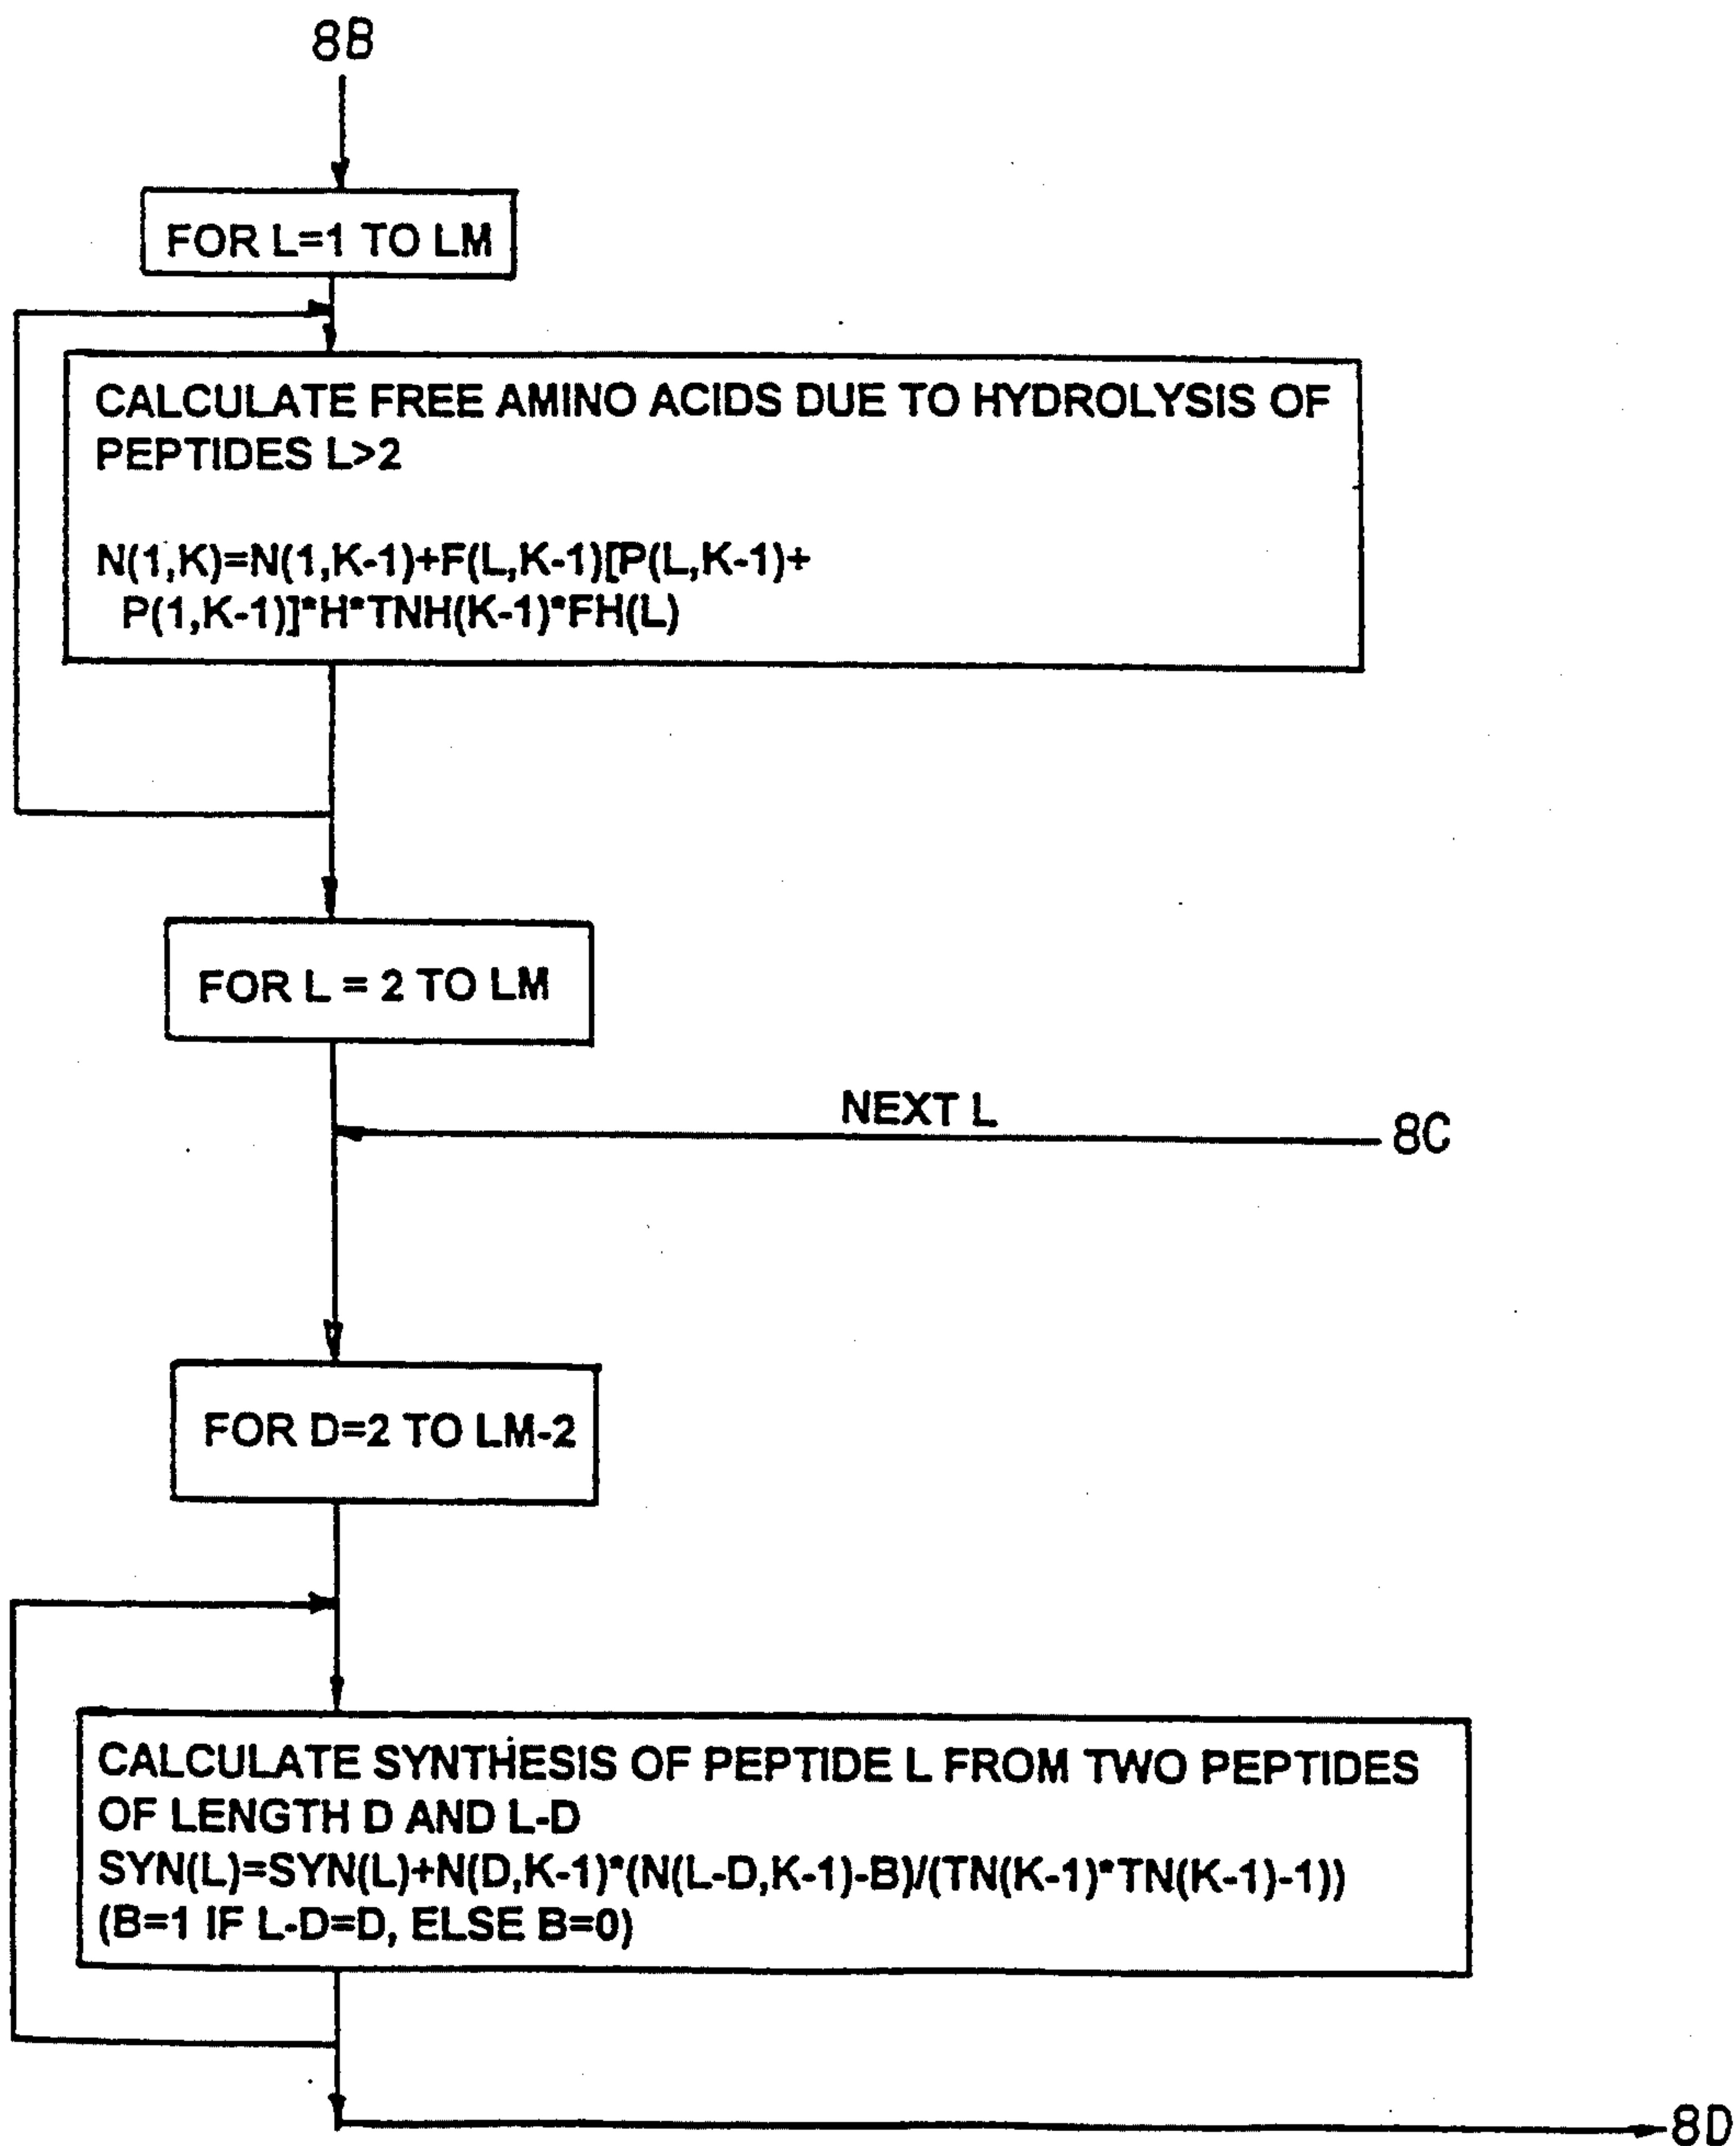 8B
FOR L=1 TO LM
CALCULATE FREE AMINO ACIDS DUE TO HYDROLYSIS OF
PEPTIDES L>2
N(1,K)=N(1,K-1)+F(L,K-1)[P(L,K-1)+
P(1,K-1)]*H*TNH(K-1)*FH(L)
FOR L = 2 TO LM
NEXT L
8C
FOR D=2 TO LM-2
CALCULATE SYNTHESIS OF PEPTIDE L FROM TWO PEPTIDES
OF LENGTH D AND L-D
SYN(L)=SYN(L)+N(D,K-1)*(N(L-D,K-1)-B)/(TN(K-1)*TN(K-1)-1))
(B=1 IF L-D=D, ELSE B=0)
8D